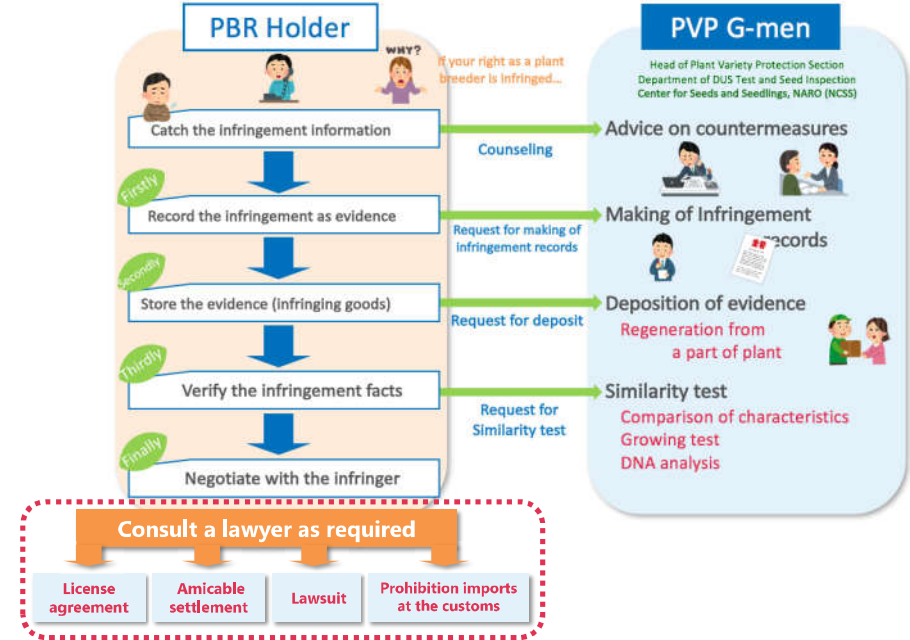 PBR Holder
WHY?
If your right as a plant
breeder is infringed...
PVP G-men
Head of Plant Variety Protection Section
Department of DUS Test and Seed Inspection
Center for Seeds and Seedlings, NARO (NCSS)
Catch the infringement information
Counseling
Advice on countermeasures
Firstly
Record the infringement as evidence
Request for making of
infringement records
Making of Infringement
records
Secondly
Store the evidence (infringing goods)
Request for deposit
Deposition of evidence
Regeneration from
a part of plant
Thirdly
Verify the infringement facts
Request for
Similarity test
Similarity test
Comparison of characteristics
Growing test
DNA analysis
Finally
Negotiate with the infringer
Consult a lawyer as required
License
agreement
Amicable
settlement
Lawsuit
Prohibition imports
at the customs